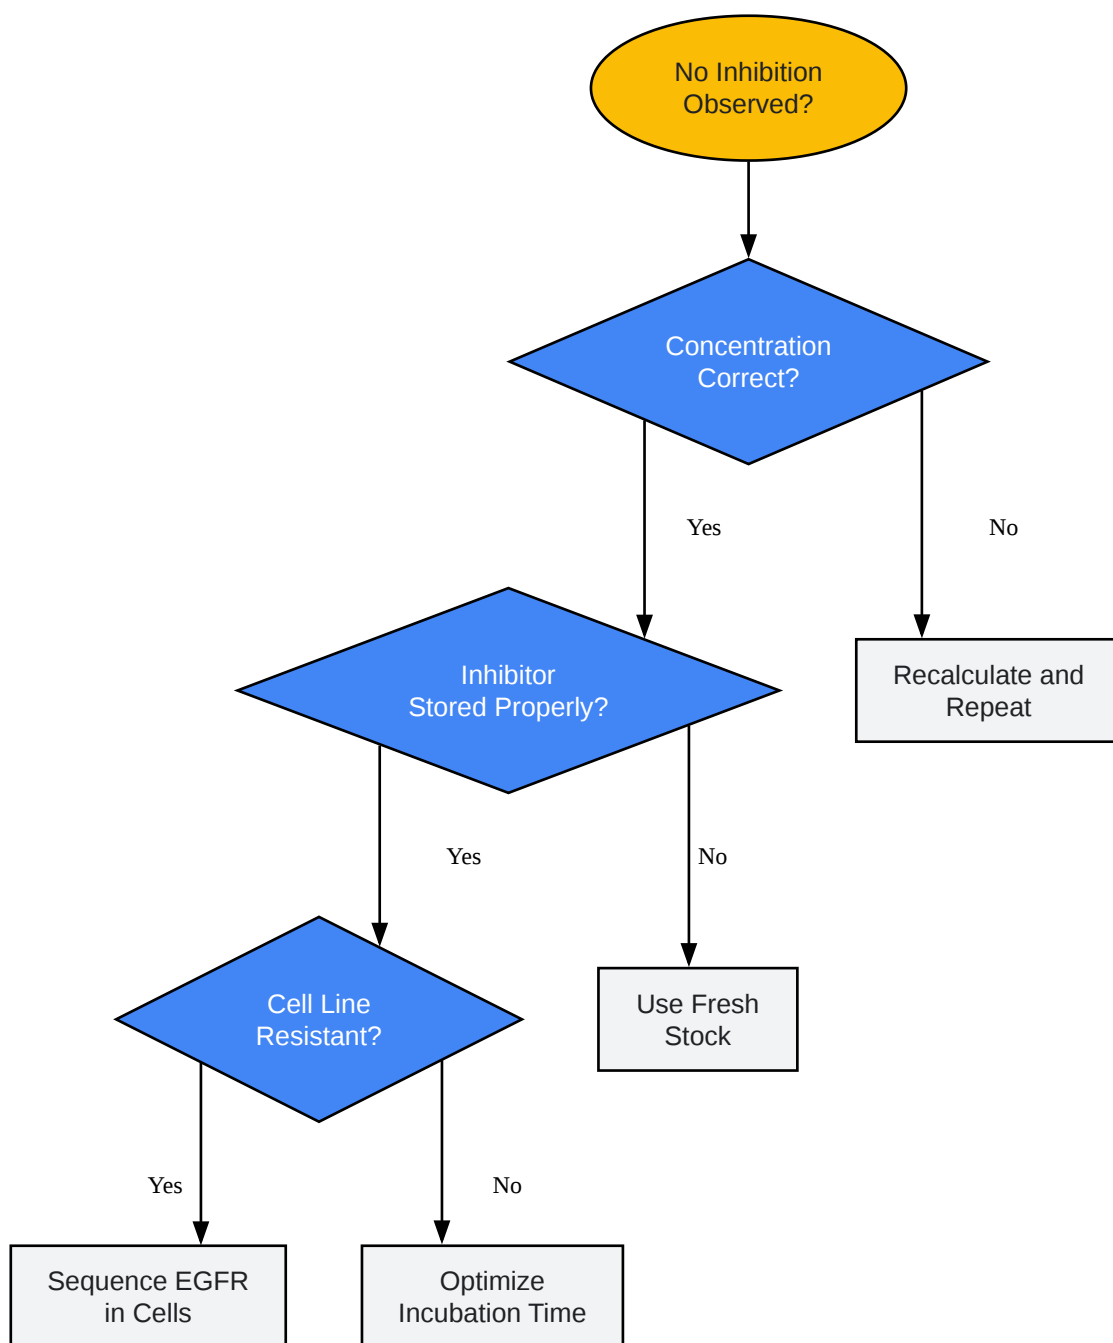 No Inhibition
Observed?
Concentration
Correct?
Yes
No
Inhibitor
Stored Properly?
Recalculate and
Repeat
Yes
No
Cell Line
Resistant?
Use Fresh
Stock
Yes
No
Sequence EGFR
in Cells
Optimize
Incubation Time